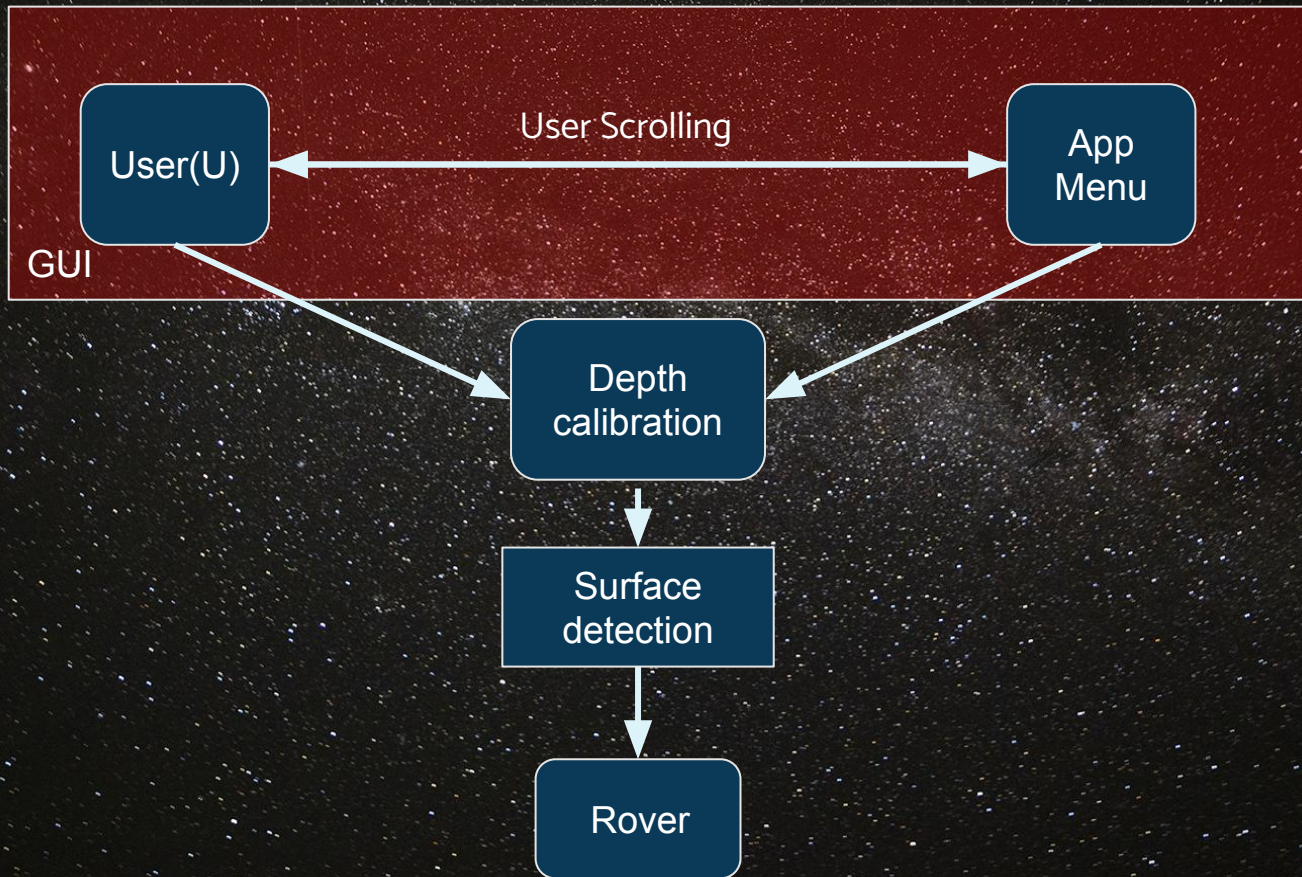 User Scrolling
User(U)
App
Menu
GUI
Depth
calibration
Surface
detection
Rover